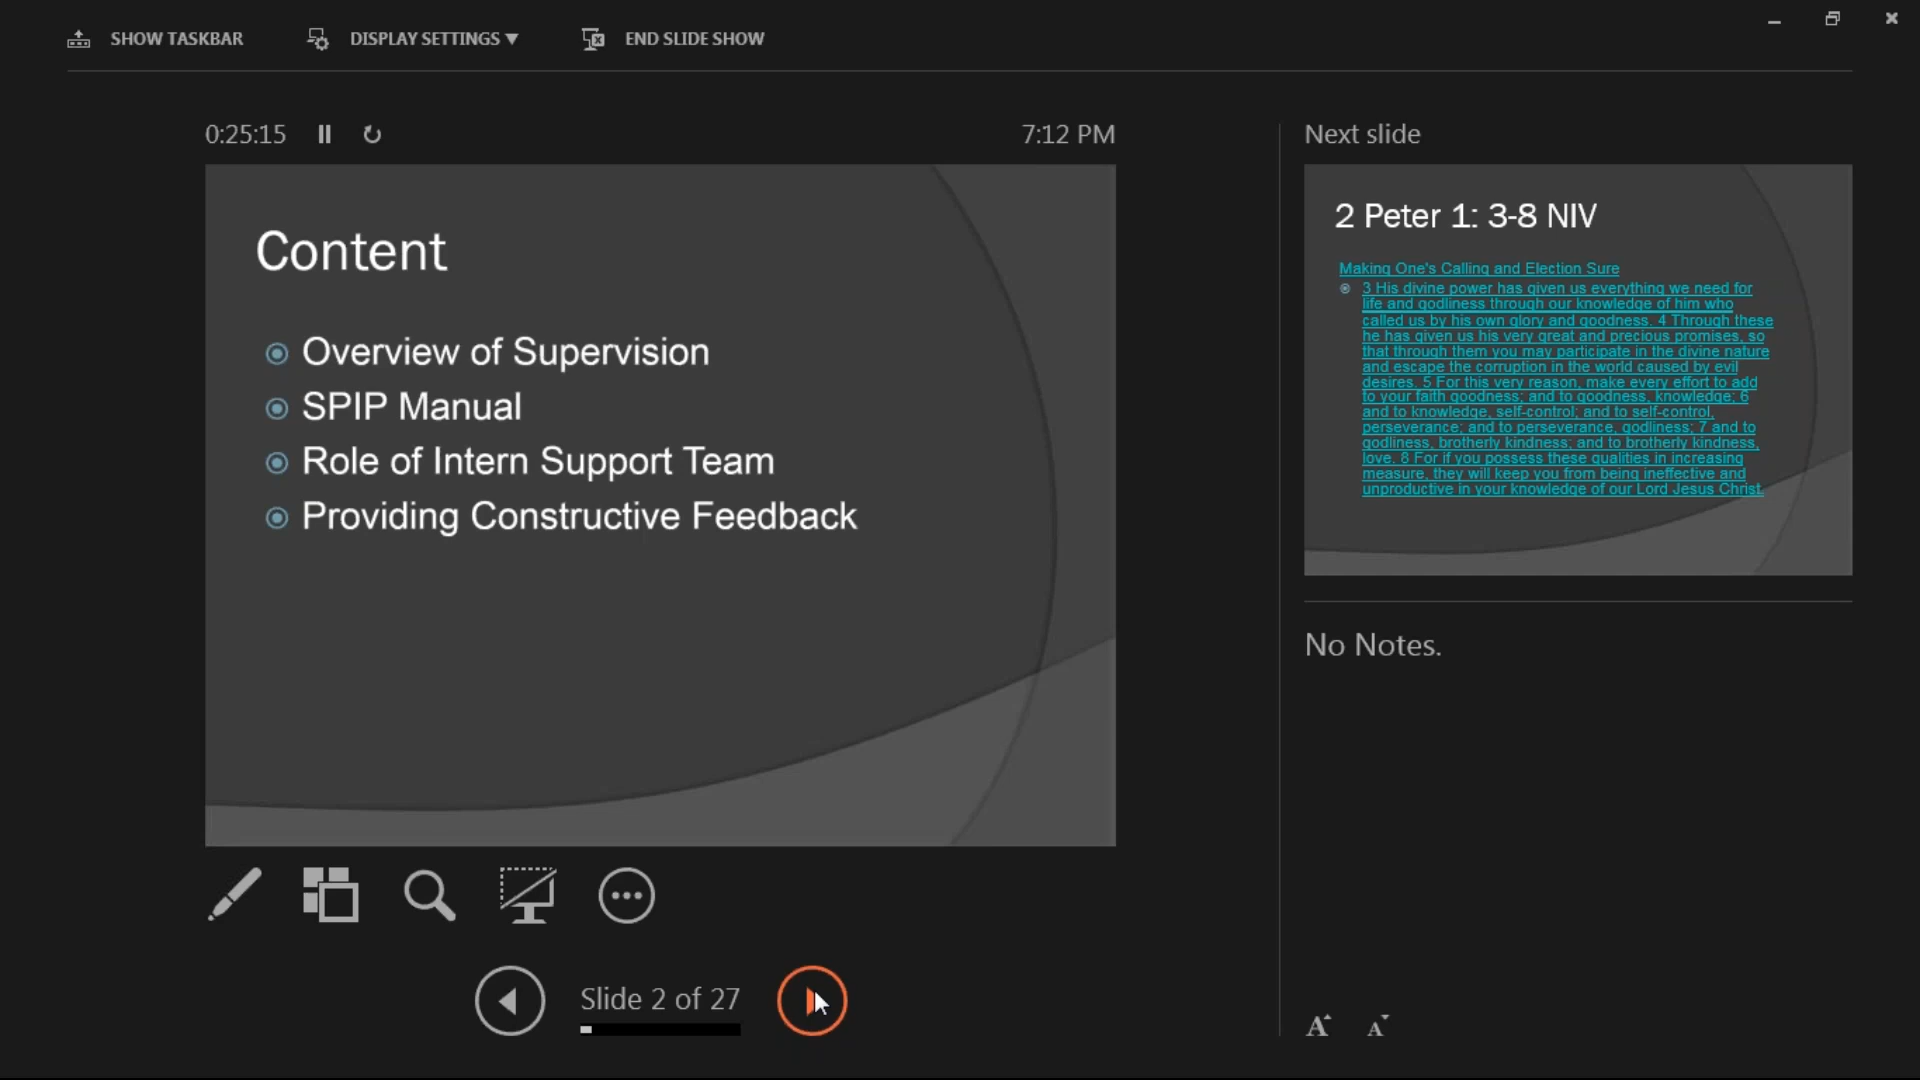 SHOW TASKBAR
DISPLAY SETTINGS ▼
END SLIDE SHOW
0:25:15
7:12 PM
Content
Overview of Supervision
SPIP Manual
Role of Intern Support Team
Providing Constructive Feedback
Slide 2 of 27
Next slide
2 Peter 1: 3-8 NIV
Making One's Calling and Election Sure
3 His divine power has given us everything we need for
life and godliness through our knowledge of him who
called us by his own glory and goodness. 4 Through these
he has given us his very great and precious promises, so
that through them you may participate in the divine nature
and escape the corruption in the world caused by evil
desires. 5 For this very reason, make every effort to add
to your faith goodness; and to goodness, knowledge; 6
and to knowledge, self-control; and to self-control,
perseverance; and to perseverance, godliness; 7 and to
godliness, brotherly kindness; and to brotherly kindness,
love. 8 For if you possess these qualities in increasing
measure, they will keep you from being ineffective and
unproductive in your knowledge of our Lord Jesus Christ.
No Notes.
A A